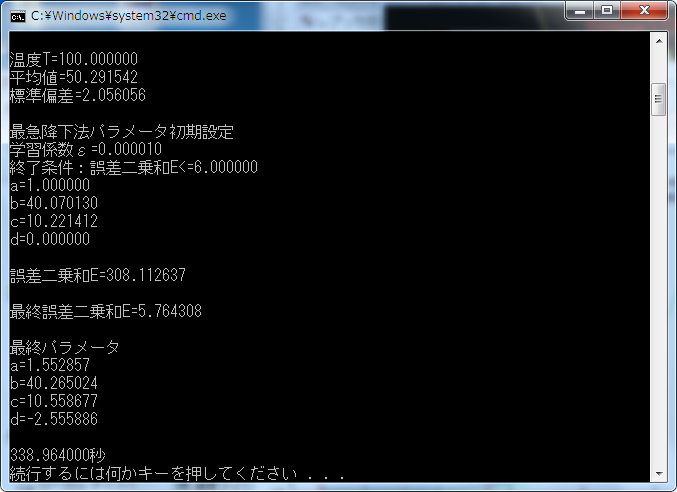 C:¥Windows¥system32¥cmd.exe
温度T=100.000000
平均値=50.291542
標準偏差=2.056056
最急降下法パラメータ初期設定
学習係数ε=0.000010
終了条件：誤差二乗和E<=6.000000
a=1.000000
b=40.070130
c=10.221412
d=0.000000
誤差二乗和E=308.112637
最終誤差二乗和E=5.764308
最終パラメータ
a=1.552857
b=40.265024
c=10.558677
d=-2.555886
338.964000秒
続行するには何かキーを押してください . . .